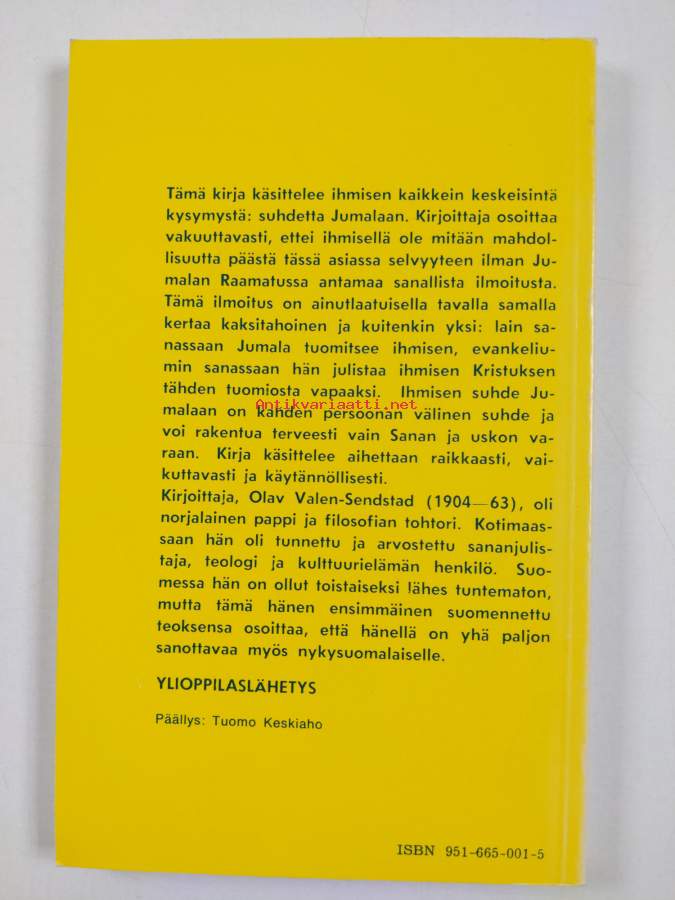 Tämä kirja käsittelee ihmisen kaikkein keskeisintä
kysymystä: suhdetta Jumalaan. Kirjoittaja osoittaa
vakuuttavasti, ettei ihmisellä ole mitään mahdol-
lisuutta päästä tässä asiassa selvyyteen ilman Ju-
malan Raamatussa antamaa sanallista ilmoitusta.
Tämä ilmoitus on ainutlaatuisella tavalla samalla
kertaa kaksitahoinen ja kuitenkin yksi: lain sa-
nassaan Jumala tuomitsee ihmisen, evankeliu-
min sanassaan hän julistaa ihmisen Kristuksen
tähden tuomiosta vapaaksi. Ihmisen suhde Ju-
Antikvariaatti.net
malaan on kahden persoonan välinen suhde ja
voi rakentua terveesti vain Sanan ja uskon va-
raan. Kirja käsittelee aihettaan raikkaasti, vai-
kuttavasti ja käytännöllisesti.
Kirjoittaja, Olav Valen-Sendstad (1904—63), oli
norjalainen pappi ja filosofian tohtori. Kotimaas-
saan hän oli tunnettu ja arvostettu sananjulis-
taja, teologi ja kulttuurielämän henkilö. Suo-
messa hän on ollut toistaiseksi lähes tuntematon,
mutta tämä hänen ensimmäinen suomennettu
teoksensa osoittaa, että hänellä on yhä paljon
sanottavaa myös nykysuomalaiselle.
YLIOPPILASLÄHETYS
Päällys: Tuomo Keskiaho
ISBN 951-665-001-5